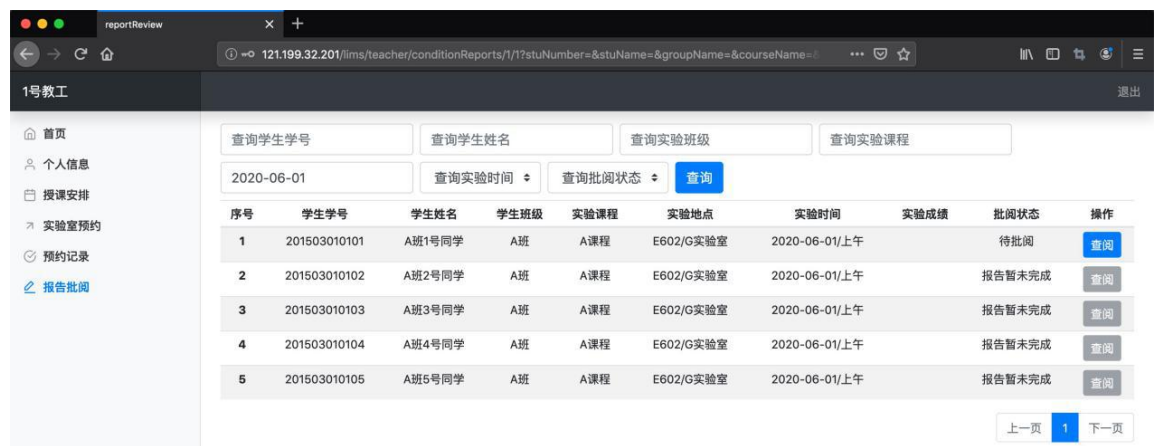 reportReview
121.199.32.201/lims/teacher/conditionReports/1/1?stuNumber=&stuName=&groupName=&courseName=
1号教工 退出
首页
个人信息
授课安排
实验室预约
预约记录
报告批阅
查询学生学号 查询学生姓名 查询实验班级 查询实验课程
2020-06-01 查询实验时间 查询批阅状态 查询
序号 学生学号 学生姓名 学生班级 实验课程 实验地点 实验时间 实验成绩 批阅状态 操作
1 201503010101 A班1号同学 A班 A课程 E602/G实验室 2020-06-01/上午 待批阅 查阅
2 201503010102 A班2号同学 A班 A课程 E602/G实验室 2020-06-01/上午 报告暂未完成 查阅
3 201503010103 A班3号同学 A班 A课程 E602/G实验室 2020-06-01/上午 报告暂未完成 查阅
4 201503010104 A班4号同学 A班 A课程 E602/G实验室 2020-06-01/上午 报告暂未完成 查阅
5 201503010105 A班5号同学 A班 A课程 E602/G实验室 2020-06-01/上午 报告暂未完成 查阅
上一页 1 下一页